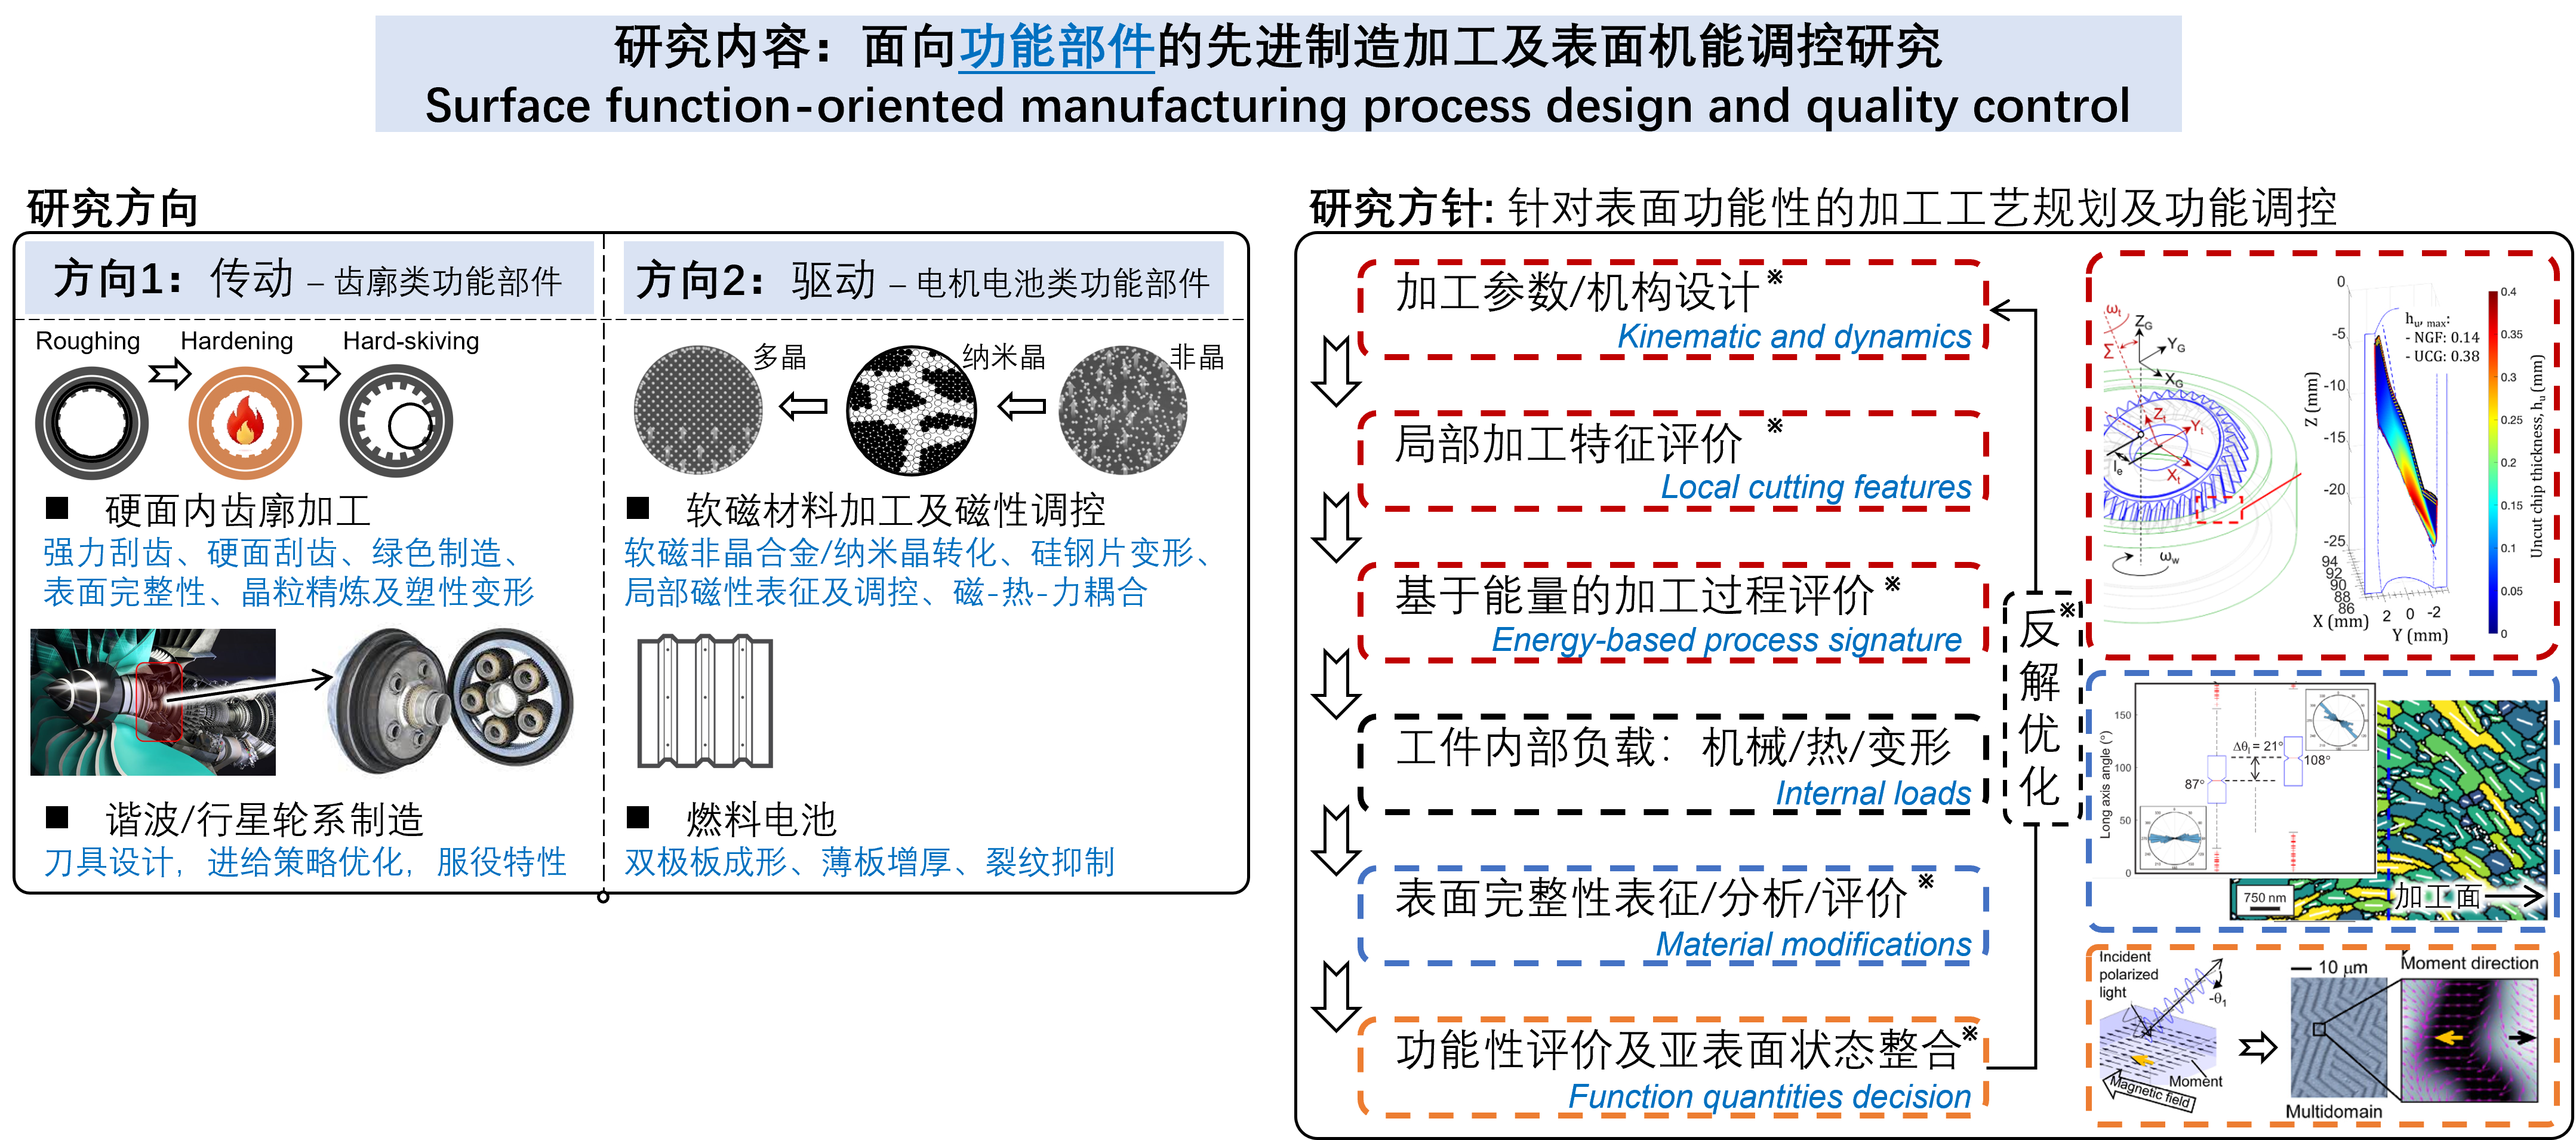 研究内容：面向功能部件的先进制造加工及表面机能调控研究
Surface function-oriented manufacturing process design and quality control
研究方向
方向1：传动 – 齿廓类功能部件
Roughing
Hardening
Hard-skiving
■ 硬面内齿廓加工
强力刮齿、硬面刮齿、绿色制造、
表面完整性、晶粒精炼及塑性变形
■ 谐波/行星轮系制造
刀具设计，进给策略优化，服役特性
方向2：驱动 – 电机电池类功能部件
多晶
纳米晶
非晶
■ 软磁材料加工及磁性调控
软磁非晶合金/纳米晶转化、硅钢片变形、
局部磁性表征及调控、磁-热-力耦合
■ 燃料电池
双极板成形、薄板增厚、裂纹抑制
研究方针: 针对表面功能性的加工工艺规划及功能调控
加工参数/机构设计※
Kinematic and dynamics
局部加工特征评价 ※
Local cutting features
基于能量的加工过程评价※
Energy-based process signature
工件内部负载：机械/热/变形
Internal loads
表面完整性表征/分析/评价※
Material modifications
功能性评价及亚表面状态整合※
Function quantities decision
反※
解
优
化
ωt
Σ
ZG
YG
XG
Zt
Yt
Xt
le
ωw
0
-5
-10
-15
-20
-25
Z (mm)
hu, max:
- NGF: 0.14
- UCG: 0.38
94
92
90
88
86
X (mm)
2 0 -2
Y (mm)
0.4
0.35
0.3
0.25
0.2
0.15
0.1
0.05
0
Uncut chip thickness, hu (mm)
Long axis angle (°)
150
100
50
0
87°
Δθl = 21°
108°
750 nm
加工面
Incident
polarized
light
-θ1
Moment
Magnetic field
10 μm
Multidomain
Moment direction